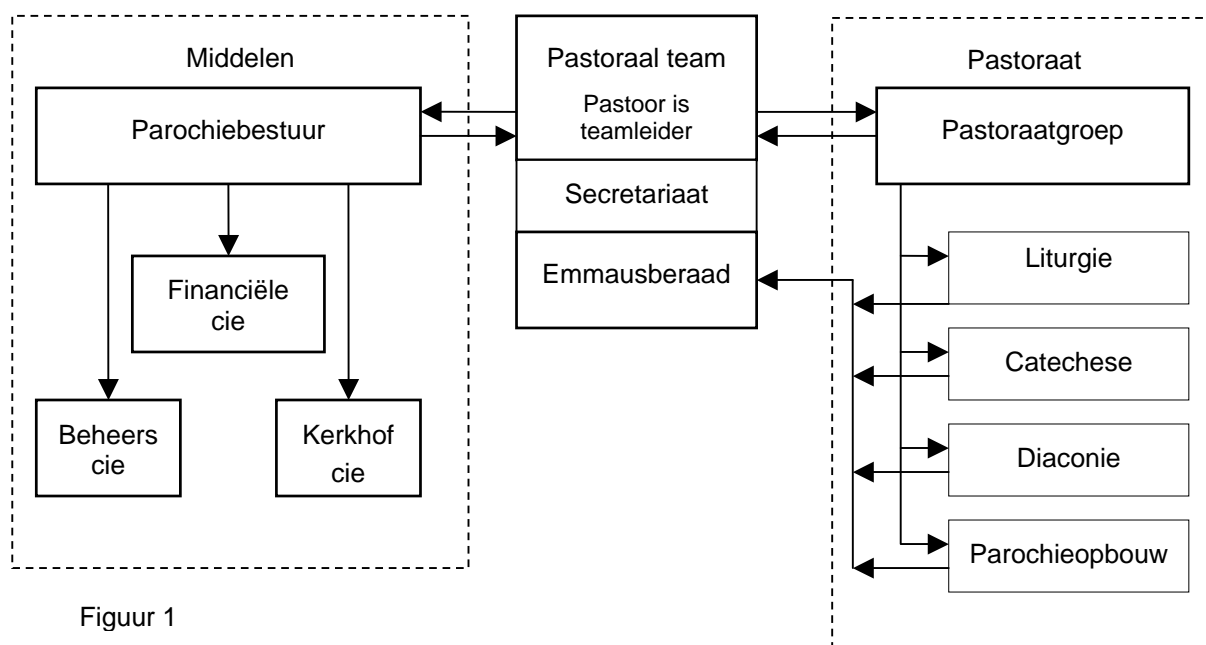 Middelen
Parochiebestuur
Financiële
cie
Beheers
cie
Kerkhof
cie
Pastoraal team
Pastoor is
teamleider
Secretariaat
Emmausberaad
Pastoraat
Pastoraatgroep
Liturgie
Catechese
Diaconie
Parochieopbouw
Figuur 1